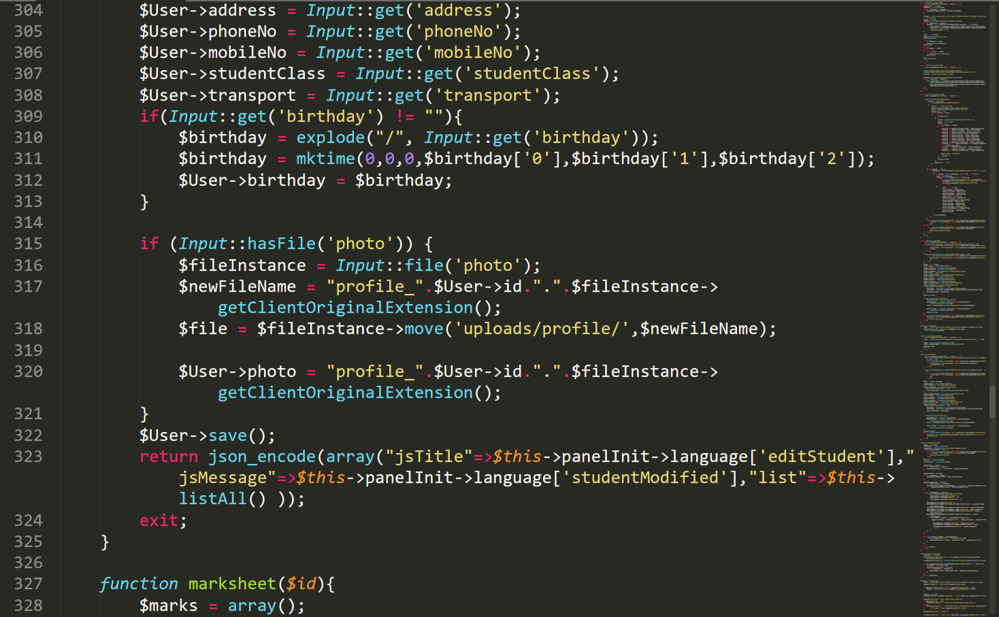 304 $User->address = Input::get('address');
305 $User->phoneNo = Input::get('phoneNo');
306 $User->mobileNo = Input::get('mobileNo');
307 $User->studentClass = Input::get('studentClass');
308 $User->transport = Input::get('transport');
309 if(Input::get('birthday') != ""){
310 $birthday = explode("/", Input::get('birthday'));
311 $birthday = mktime(0,0,0,$birthday['0'],$birthday['1'],$birthday['2']);
312 $User->birthday = $birthday;
313 }
314
315 if (Input::hasFile('photo')) {
316 $fileInstance = Input::file('photo');
317 $newFileName = "profile_".$User->id.".".$fileInstance->
getClientOriginalExtension();
318 $file = $fileInstance->move('uploads/profile/',$newFileName);
319
320 $User->photo = "profile_".$User->id.".".$fileInstance->
getClientOriginalExtension();
321 }
322 $User->save();
323 return json_encode(array("jsTitle"=>$this->panelInit->language['editStudent'],"
jsMessage"=>$this->panelInit->language['studentModified'],"list"=>$this->
listAll() ));
324 exit;
325 }
326
327 function marksheet($id){
328 $marks = array();